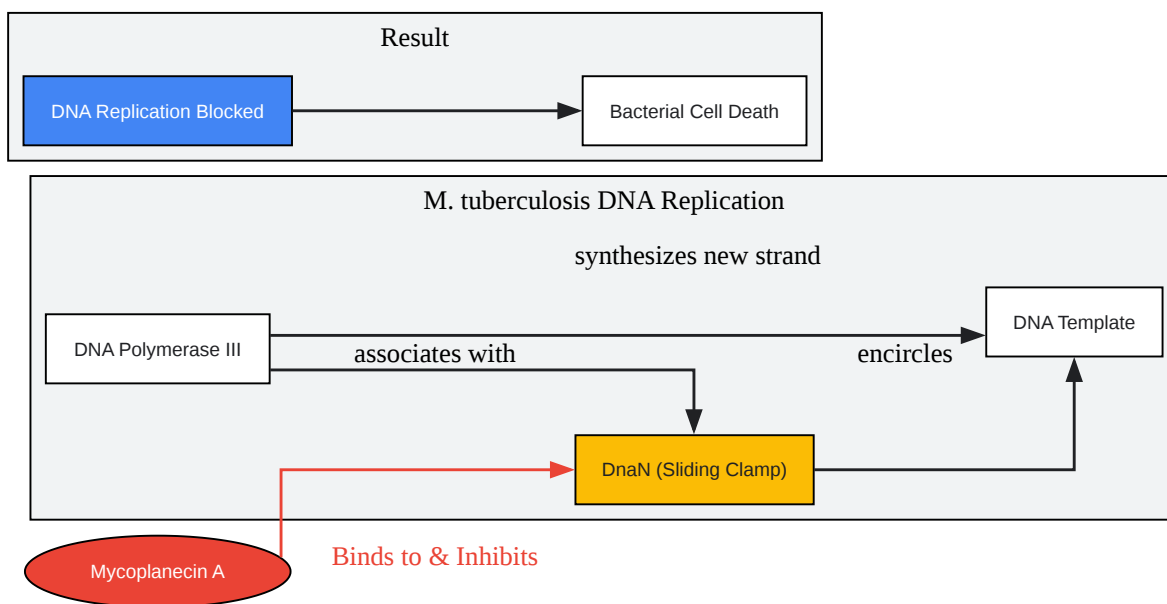 Result
DNA Replication Blocked
Bacterial Cell Death
M. tuberculosis DNA Replication
synthesizes new strand
DNA Polymerase III
associates with
encircles
DNA Template
DnaN (Sliding Clamp)
Binds to & Inhibits
Mycoplanecin A